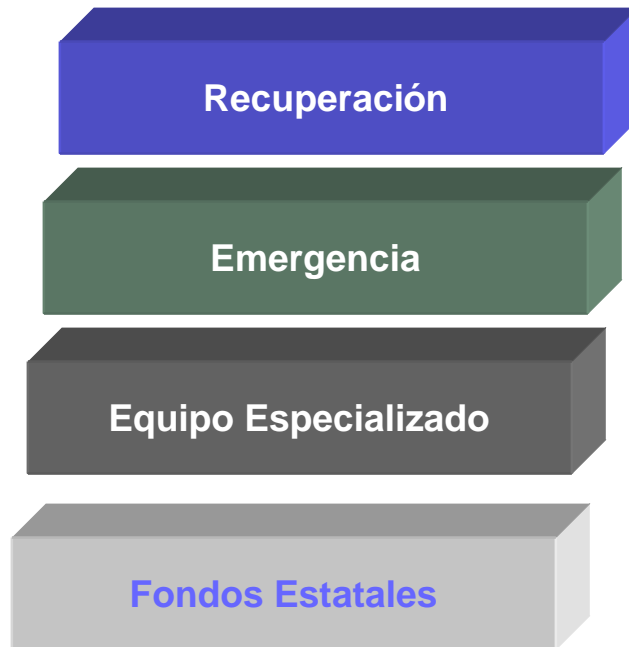 Recuperación
Emergencia
Equipo Especializado
Fondos Estatales